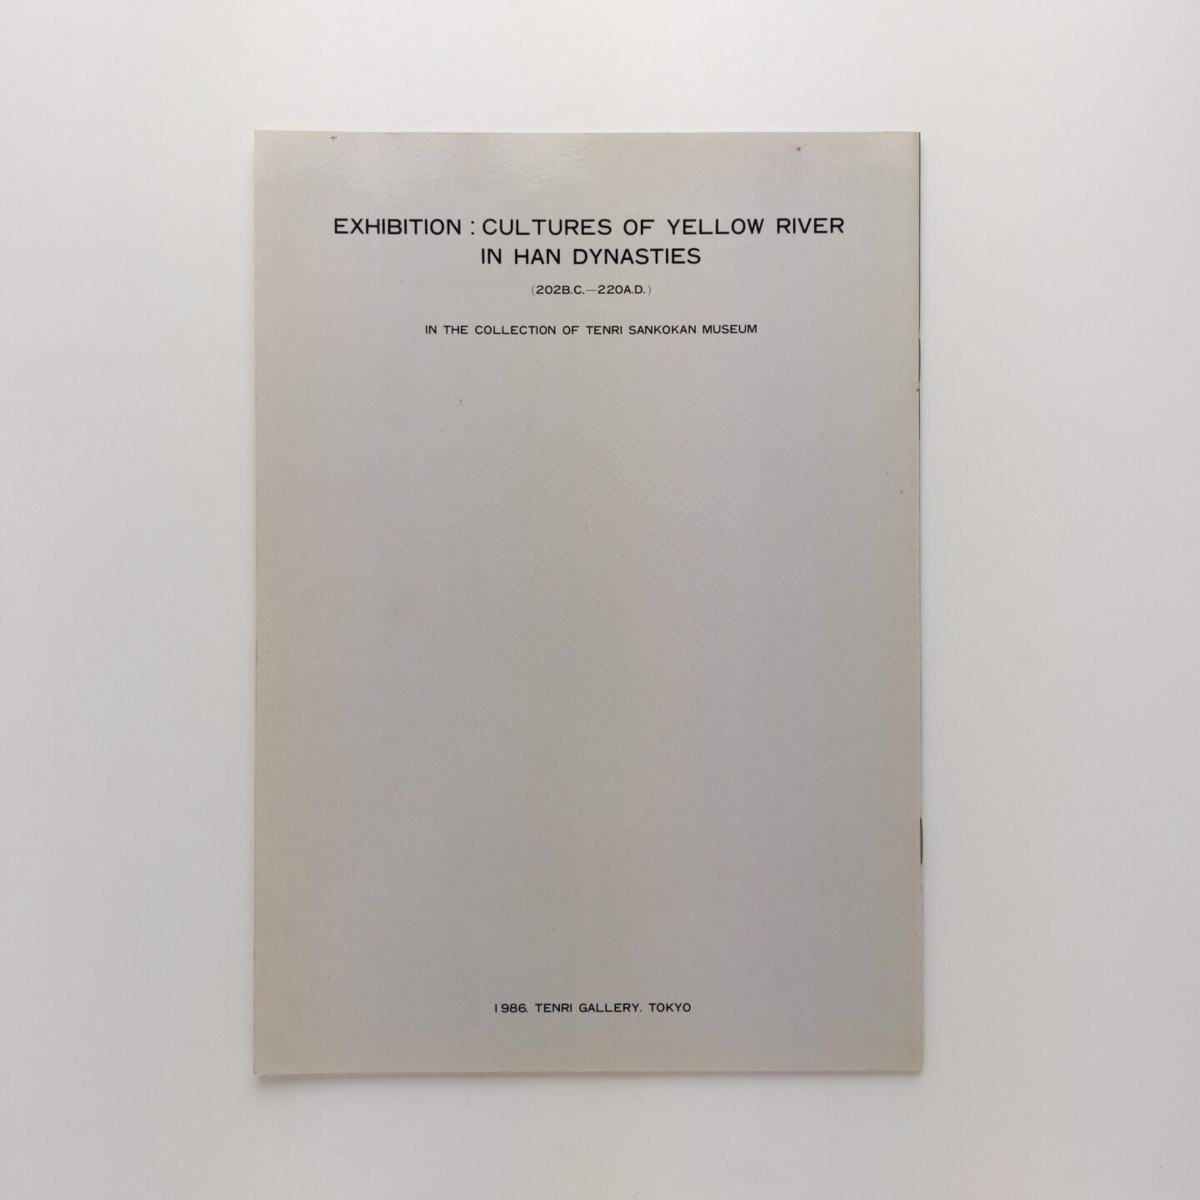 EXHIBITION : CULTURES OF YELLOW RIVER
IN HAN DYNASTIES
(202B.C.—220A.D.)
IN THE COLLECTION OF TENRI SANKOKAN MUSEUM
1986. TENRI GALLERY. TOKYO